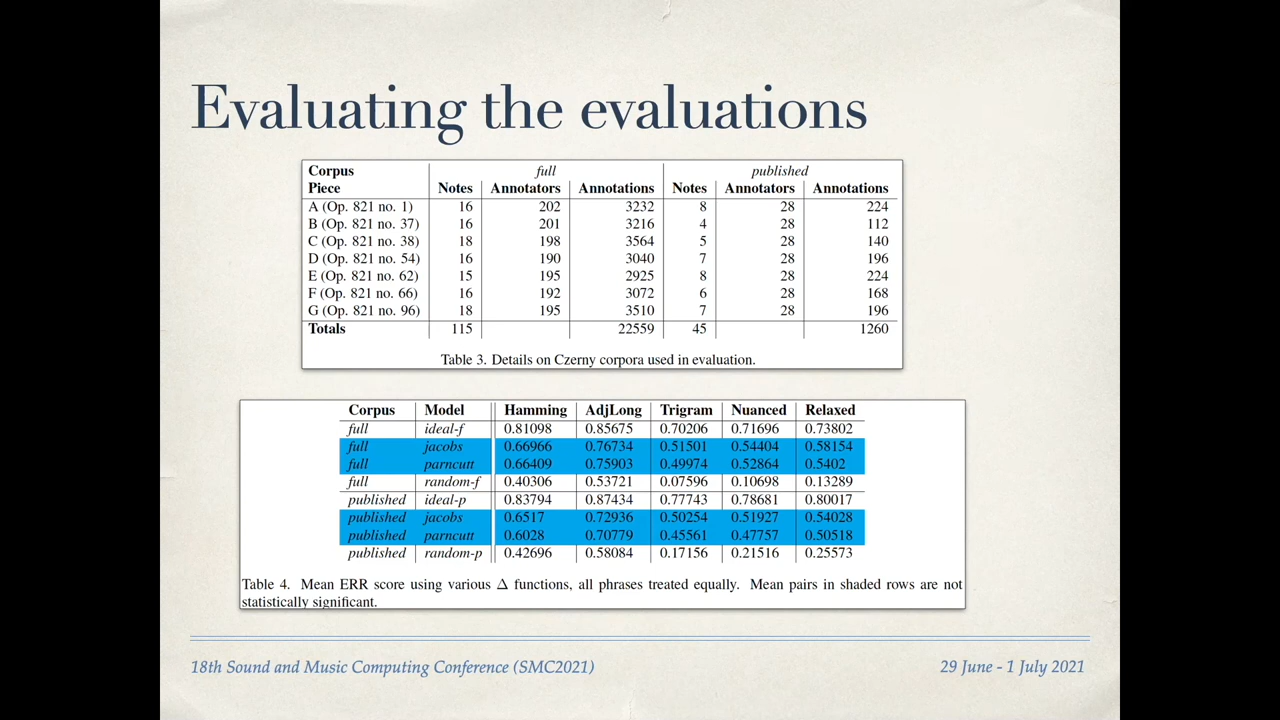 Evaluating the evaluations
Corpus full published
Piece Notes Annotators Annotations Notes Annotators Annotations
A (Op. 821 no. 1) 16 202 3232 8 28 224
B (Op. 821 no. 37) 16 201 3216 4 28 112
C (Op. 821 no. 38) 18 198 3564 5 28 140
D (Op. 821 no. 54) 16 190 3040 7 28 196
E (Op. 821 no. 62) 15 195 2925 8 28 224
F (Op. 821 no. 66) 16 192 3072 6 28 168
G (Op. 821 no. 96) 18 195 3510 7 28 196
Totals 115 22559 45 1260
Table 3. Details on Czerny corpora used in evaluation.
Corpus Model Hamming AdjLong Trigram Nuanced Relaxed
full ideal-f 0.81098 0.85675 0.70206 0.71696 0.73802
full jacobs 0.66966 0.76734 0.51501 0.54404 0.58154
full parncutt 0.66409 0.75903 0.49974 0.52864 0.5402
full random-f 0.40306 0.53721 0.07596 0.10698 0.13289
published ideal-p 0.83794 0.87434 0.77743 0.78681 0.80017
published jacobs 0.6517 0.72936 0.50254 0.51927 0.54028
published parncutt 0.6028 0.70779 0.45561 0.47757 0.50518
published random-p 0.42696 0.58084 0.17156 0.21516 0.25573
Table 4. Mean ERR score using various Δ functions, all phrases treated equally. Mean pairs in shaded rows are not
statistically significant.
18th Sound and Music Computing Conference (SMC2021) 29 June - 1 July 2021